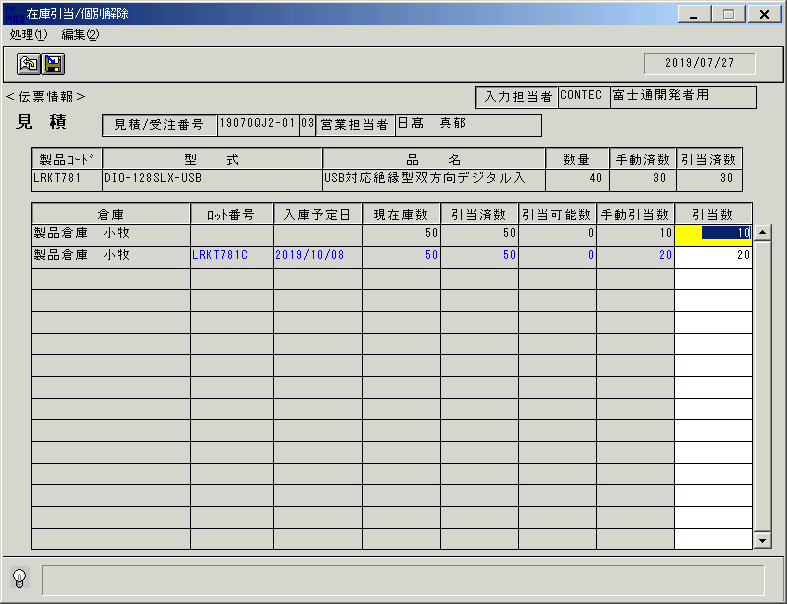 在庫引当/個別解除
処理(1) 編集(2)
2019/07/27
<伝票情報> 入力担当者 CONTEC 富士通開発者用
見 積 見積/受注番号 19070QJ2-01 03 営業担当者 日髙 真郁
製品ｺｰﾄﾞ 型 式 品 名 数量 手動済数 引当済数
LRKT781 DIO-128SLX-USB USB対応絶縁型双方向デジタル入 40 30 30
倉庫 ﾛｯﾄ番号 入庫予定日 現在庫数 引当済数 引当可能数 手動引当数 引当数
製品倉庫 小牧 50 50 0 10 10
製品倉庫 小牧 LRKT781C 2019/10/08 50 50 0 20 20